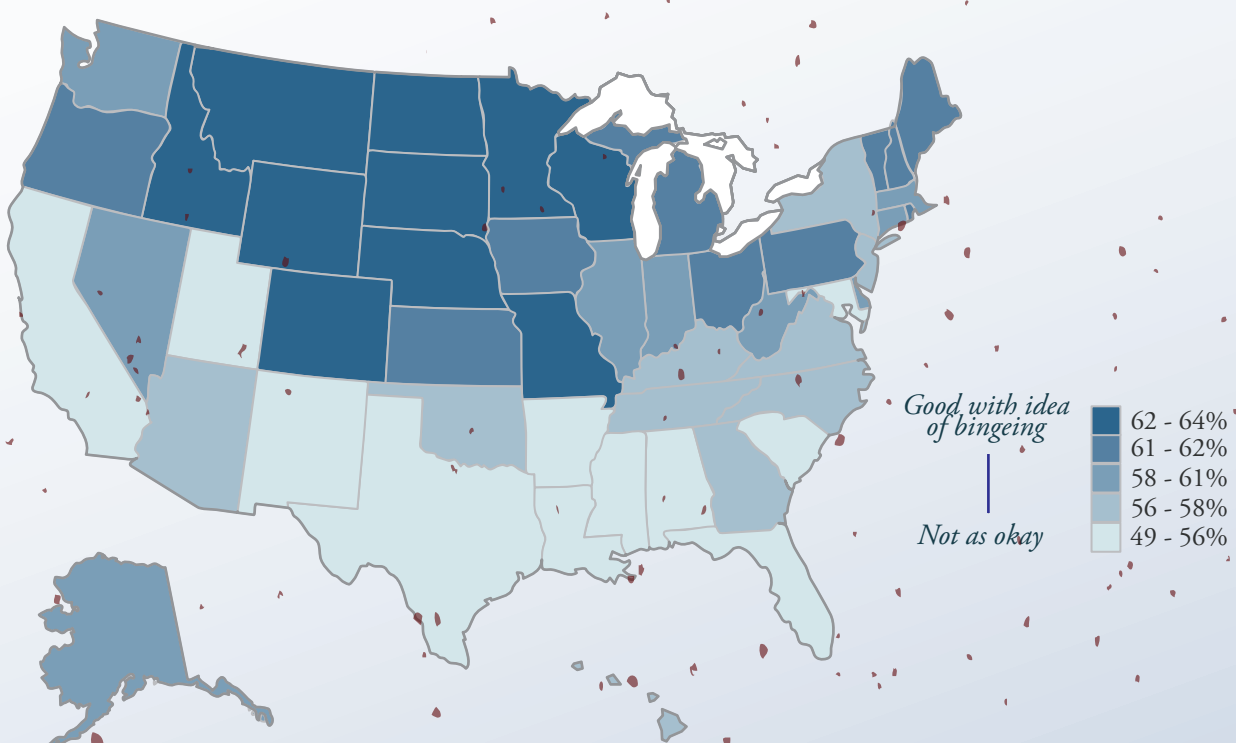 Good with idea
of bingeing
Not as okay
62 - 64%
61 - 62%
58 - 61%
56 - 58%
49 - 56%